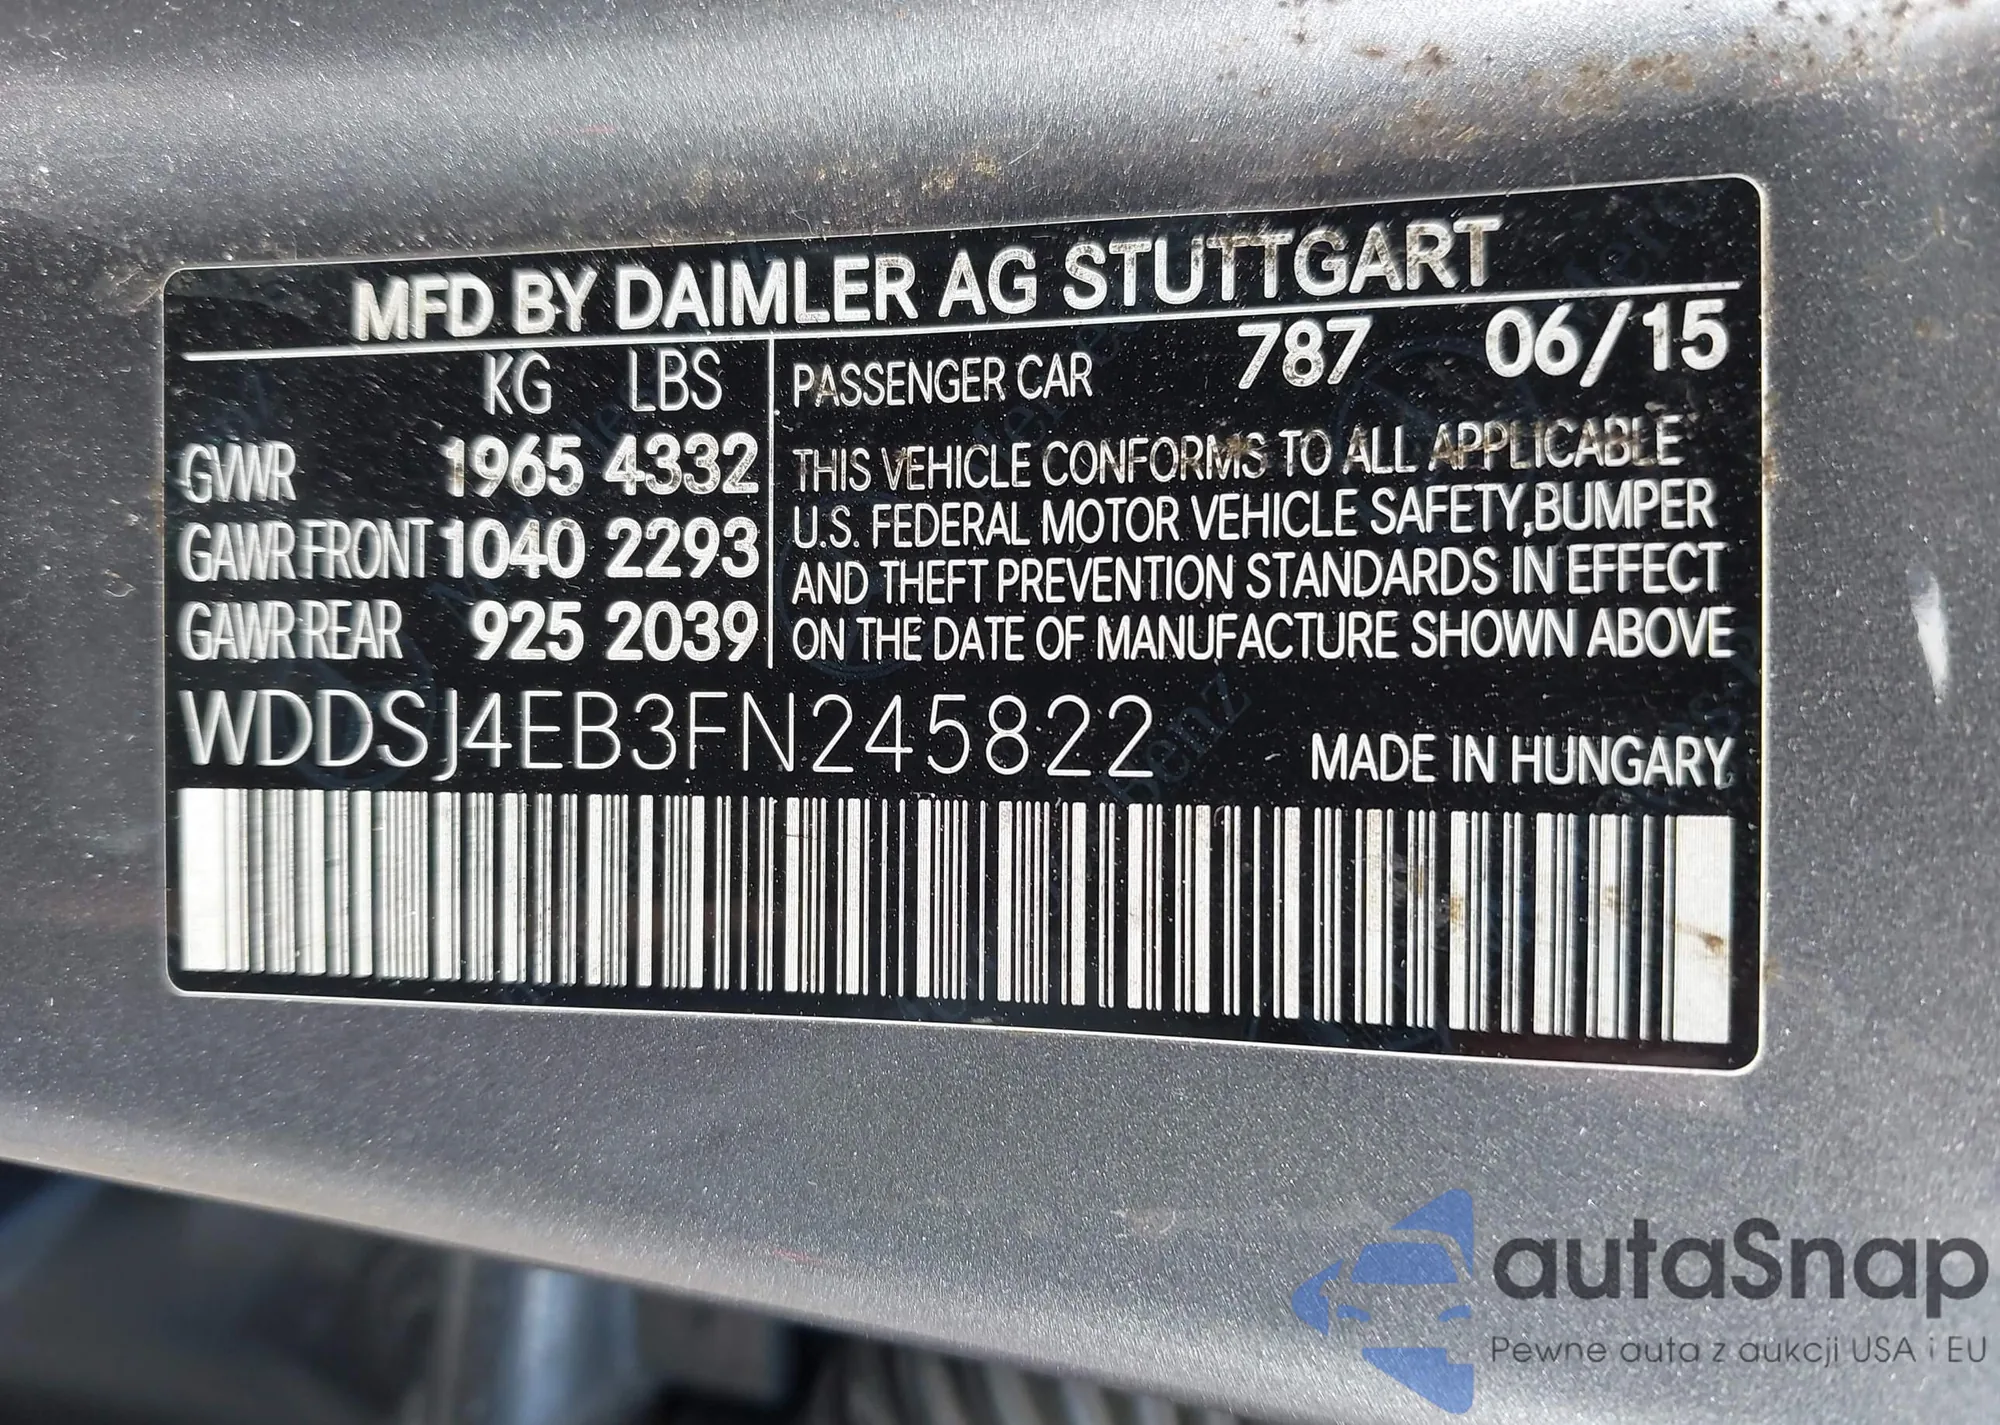 MFD BY DAIMLER AG STUTTGART
KG LBS
GVWR 1965 4332
GAWR FRONT 1040 2293
GAWR REAR 925 2039
PASSENGER CAR 787 06/15
THIS VEHICLE CONFORMS TO ALL APPLICABLE
U.S. FEDERAL MOTOR VEHICLE SAFETY,BUMPER
AND THEFT PREVENTION STANDARDS IN EFFECT
ON THE DATE OF MANUFACTURE SHOWN ABOVE
WDDSJ4EB3FN245822
MADE IN HUNGARY
autaSnap
Pewne auta z aukcji USA i EU